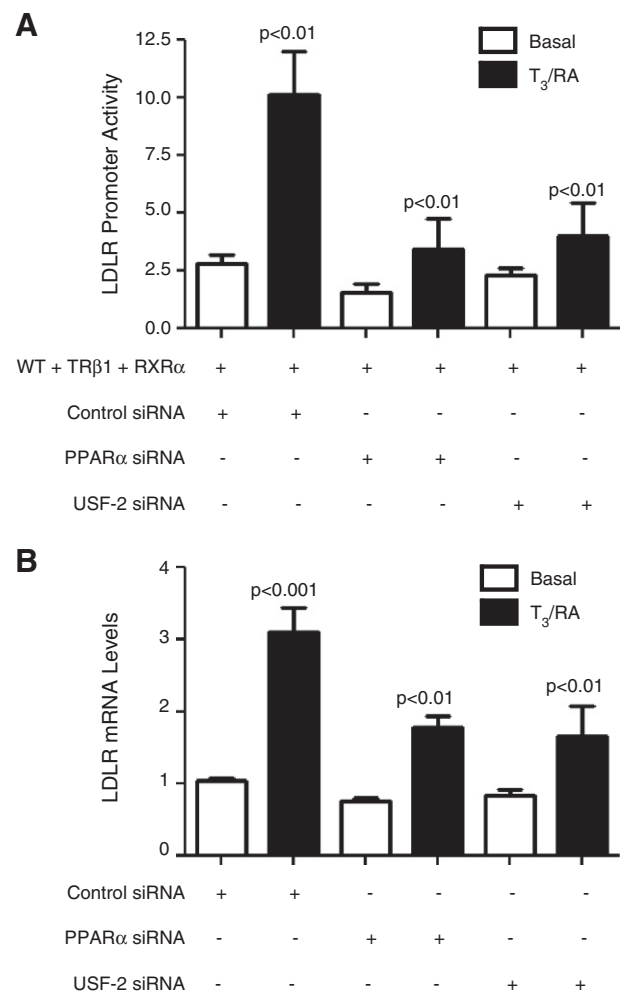 A
12.5
10.0
7.5
5.0
2.5
0.0
LDLR Promoter Activity
p<0.01
p<0.01
p<0.01
Basal
T3/RA
WT + TRβ1 + RXRα + + + + + +
Control siRNA + + - - - -
PPARα siRNA - - + + - -
USF-2 siRNA - - - - + +
B
4
3
2
1
0
LDLR mRNA Levels
p<0.001
p<0.01
p<0.01
Basal
T3/RA
Control siRNA + + - - - -
PPARα siRNA - - + + - -
USF-2 siRNA - - - - + +